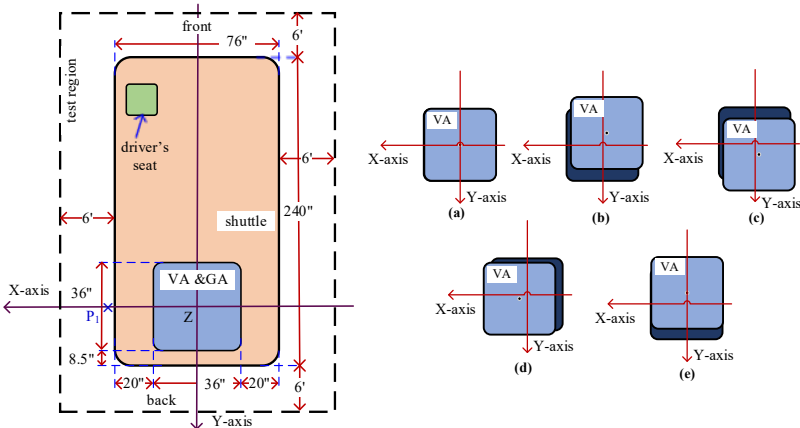 front
76"
6'
test region
driver's
seat
6'
240"
shuttle
6'
VA &GA
X-axis
36"
P1
Z
8.5"
20"
36"
20"
6'
back
Y-axis
VA
X-axis
Y-axis
(a)
VA
X-axis
Y-axis
(b)
VA
X-axis
Y-axis
(c)
VA
X-axis
Y-axis
(d)
VA
X-axis
Y-axis
(e)